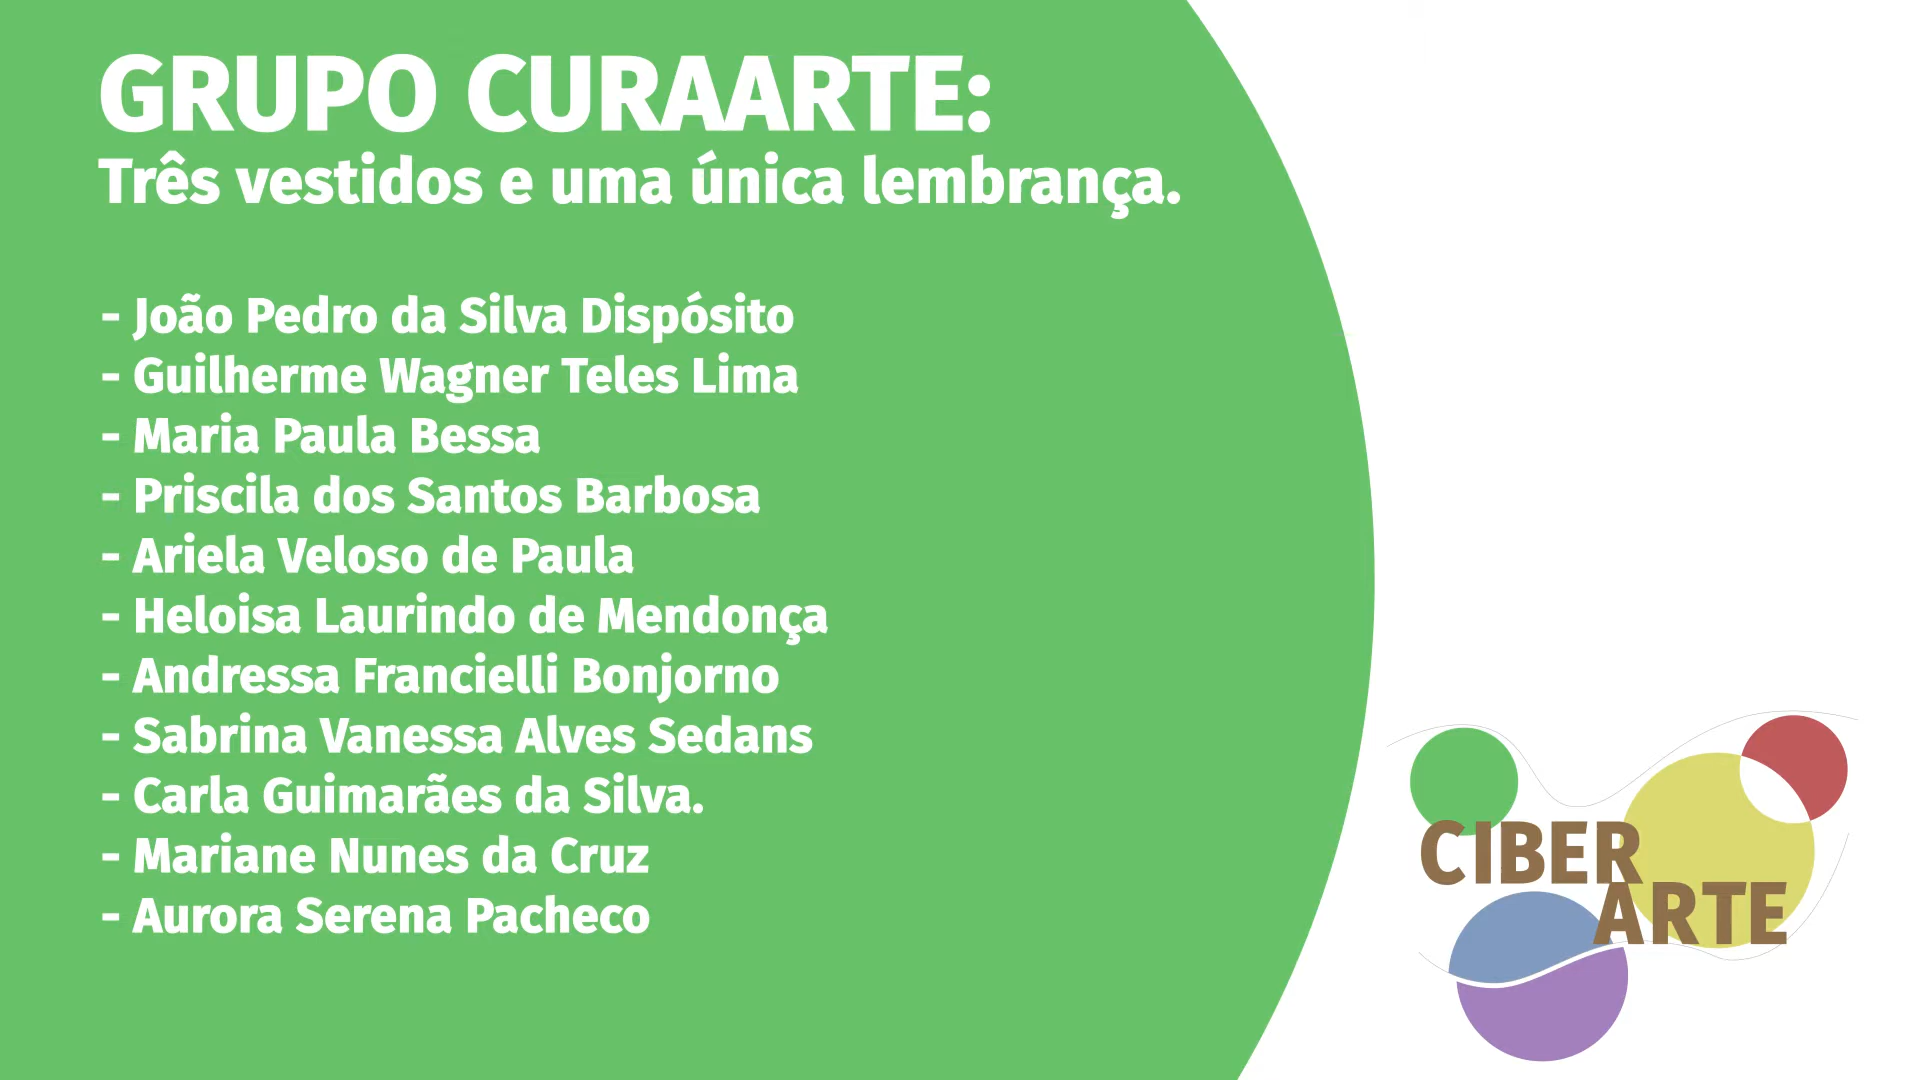 GRUPO CURAARTE:
Três vestidos e uma única lembrança.
- João Pedro da Silva Dispósito
- Guilherme Wagner Teles Lima
- Maria Paula Bessa
- Priscila dos Santos Barbosa
- Ariela Veloso de Paula
- Heloisa Laurindo de Mendonça
- Andressa Francielli Bonjorno
- Sabrina Vanessa Alves Sedans
- Carla Guimarães da Silva.
- Mariane Nunes da Cruz
- Aurora Serena Pacheco
CIBER
ARTE